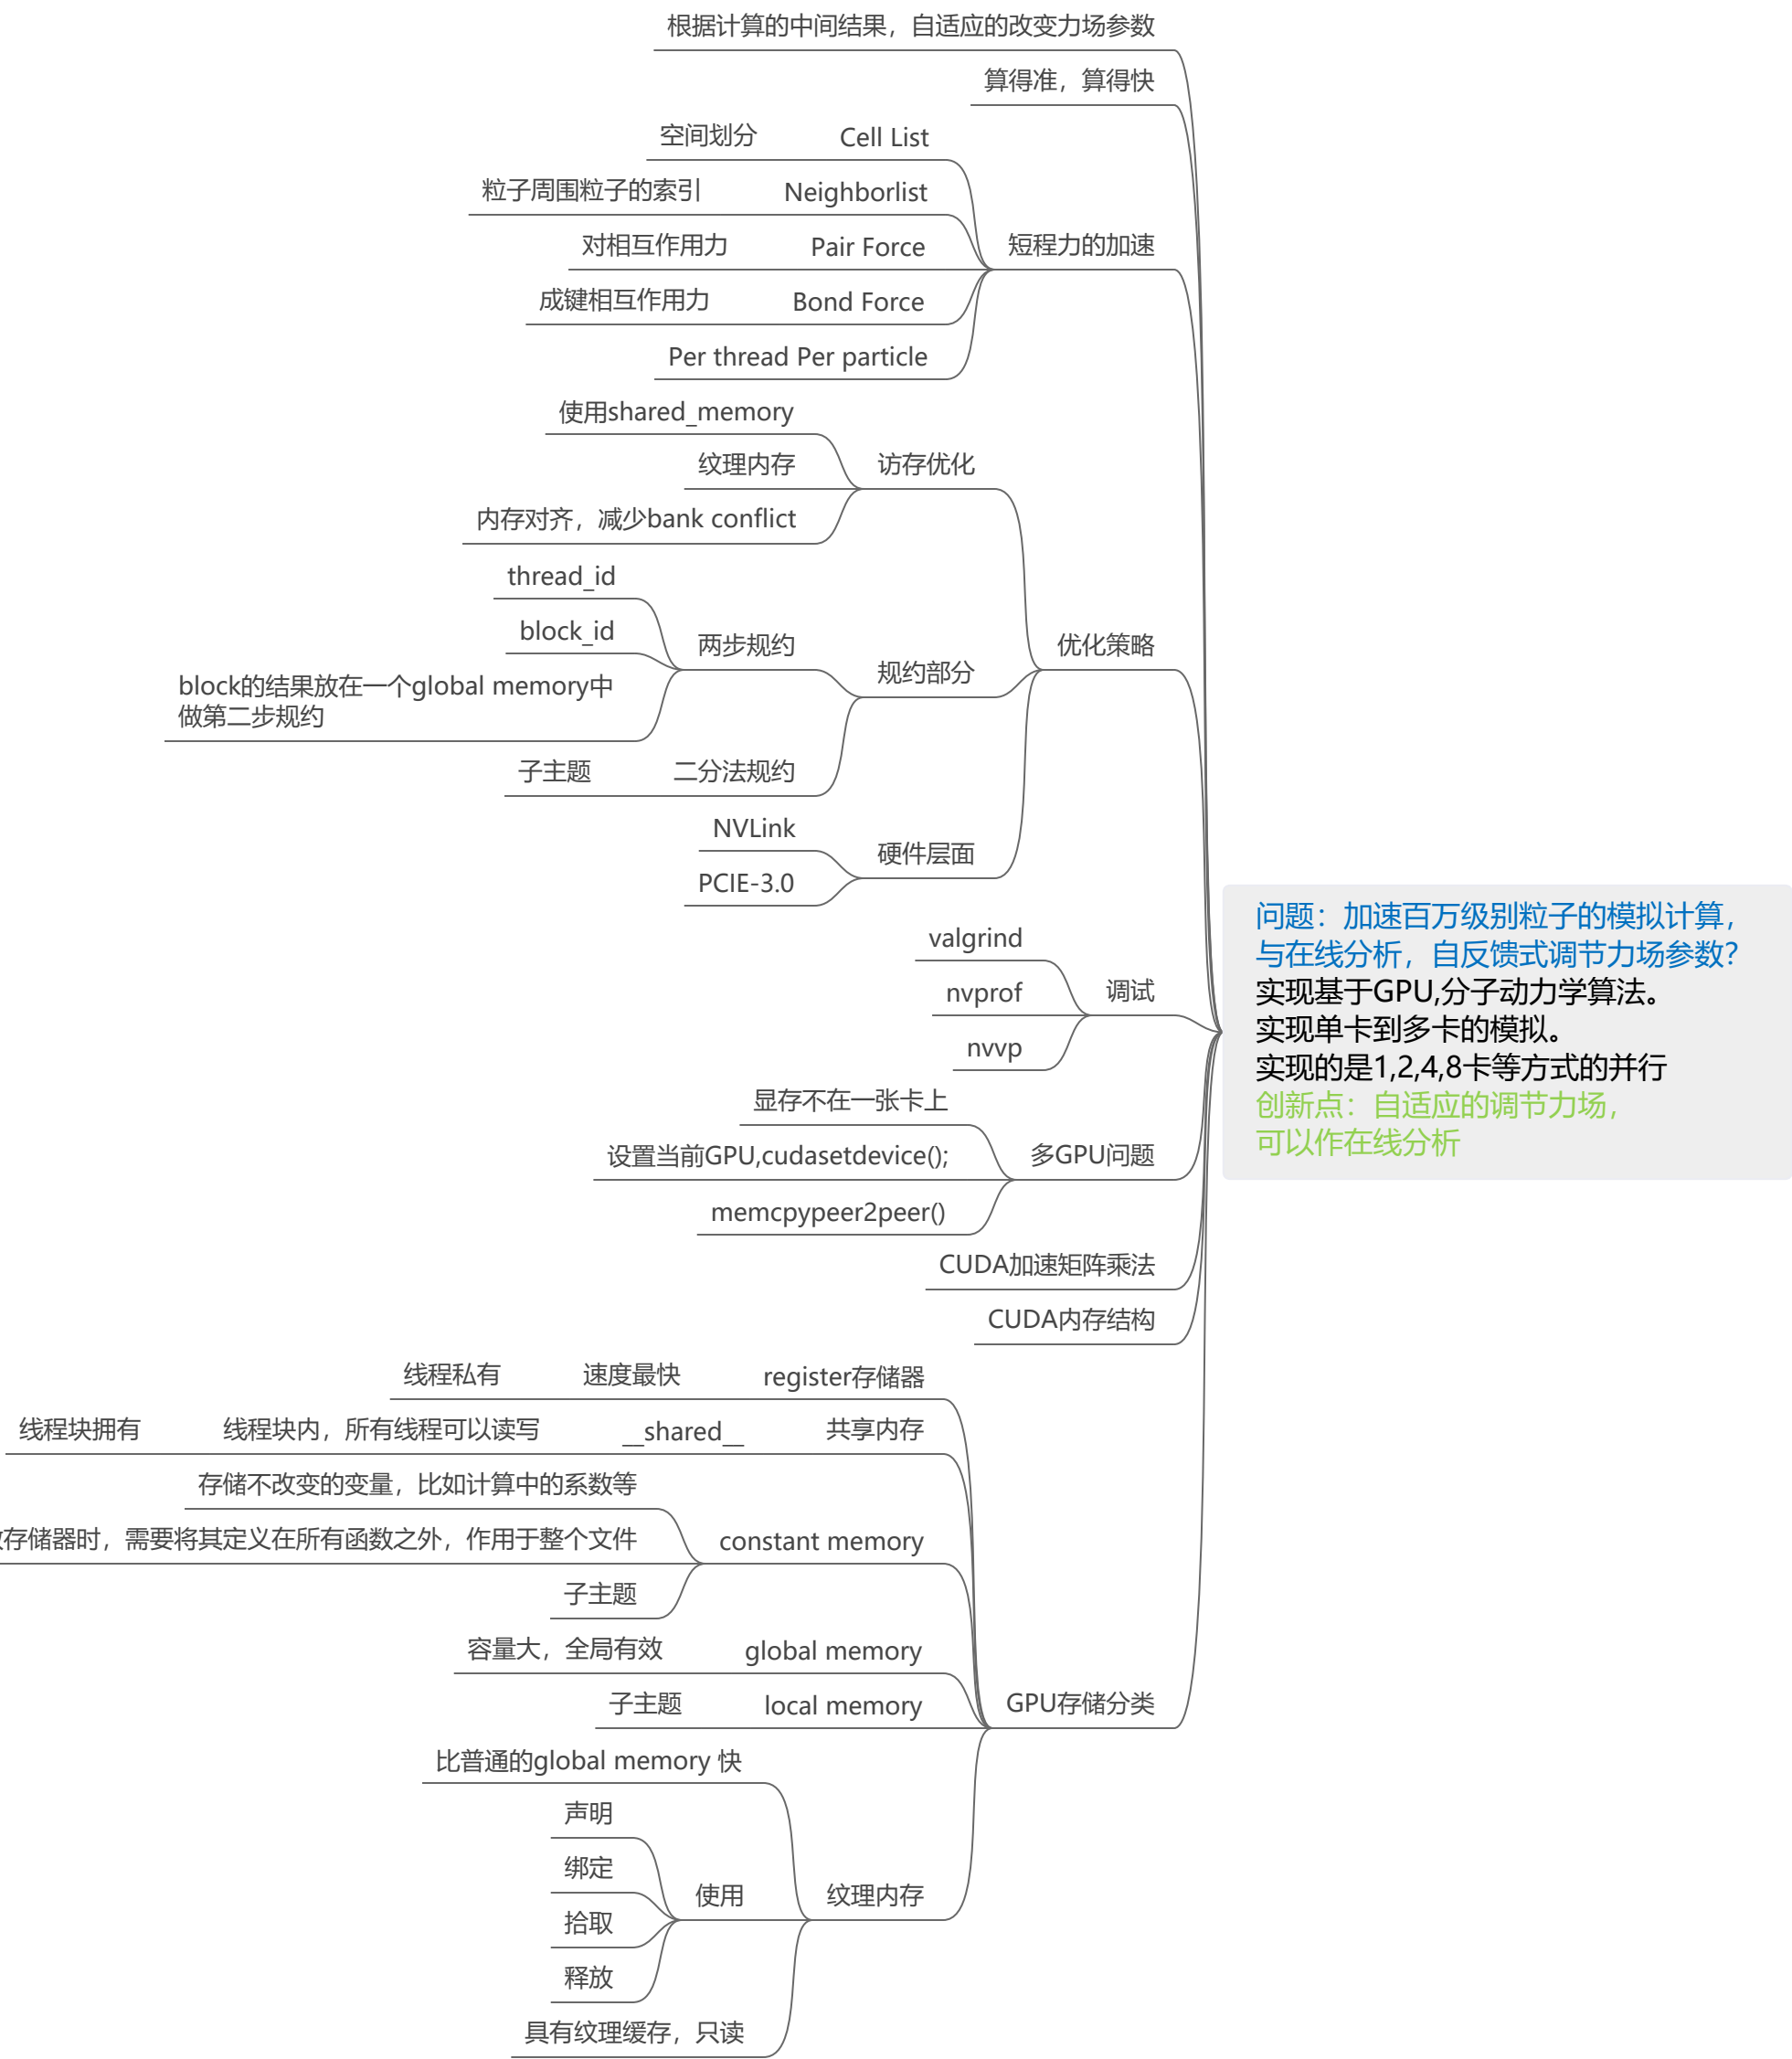 根据计算的中间结果，自适应的改变力场参数
算得准，算得快
空间划分 Cell List
粒子周围粒子的索引 Neighborlist
对相互作用力 Pair Force
短程力的加速
成键相互作用力 Bond Force
Per thread Per particle
使用shared_memory
纹理内存
访存优化
内存对齐，减少bank conflict
thread_id
block_id
两步规约
优化策略
规约部分
block的结果放在一个global memory中
做第二步规约
子主题 二分法规约
NVLink
硬件层面
PCIE-3.0
问题：加速百万级别粒子的模拟计算，
与在线分析，自反馈式调节力场参数？
实现基于GPU,分子动力学算法。
实现单卡到多卡的模拟。
实现的是1,2,4,8卡等方式的并行
创新点：自适应的调节力场，
可以作在线分析
valgrind
nvprof
调试
nvvp
显存不在一张卡上
设置当前GPU,cudasetdevice();
多GPU问题
memcpypeer2peer()
CUDA加速矩阵乘法
CUDA内存结构
线程私有 速度最快 register存储器
线程块拥有 线程块内，所有线程可以读写 __shared__ 共享内存
存储不改变的变量，比如计算中的系数等
存储器时，需要将其定义在所有函数之外，作用于整个文件
constant memory
子主题
容量大，全局有效 global memory
子主题 local memory
GPU存储分类
比普通的global memory 快
声明
绑定
使用
纹理内存
拾取
释放
具有纹理缓存，只读